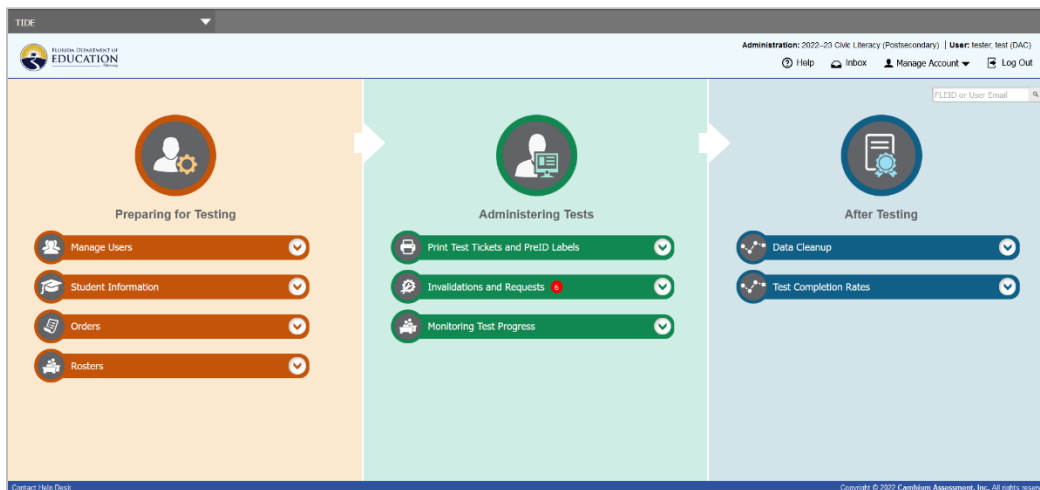 TIDE
FLORIDA DEPARTMENT OF
EDUCATION
Administration: 2022–23 Civic Literacy (Postsecondary) | User: tester, test (DAC)
Help Inbox Manage Account Log Out
FLEID or User Email
Preparing for Testing
Manage Users
Student Information
Orders
Rosters
Administering Tests
Print Test Tickets and PreID Labels
Invalidations and Requests 6
Monitoring Test Progress
After Testing
Data Cleanup
Test Completion Rates
Contact Help Desk
Copyright © 2022 Cambium Assessment, Inc. All rights reser